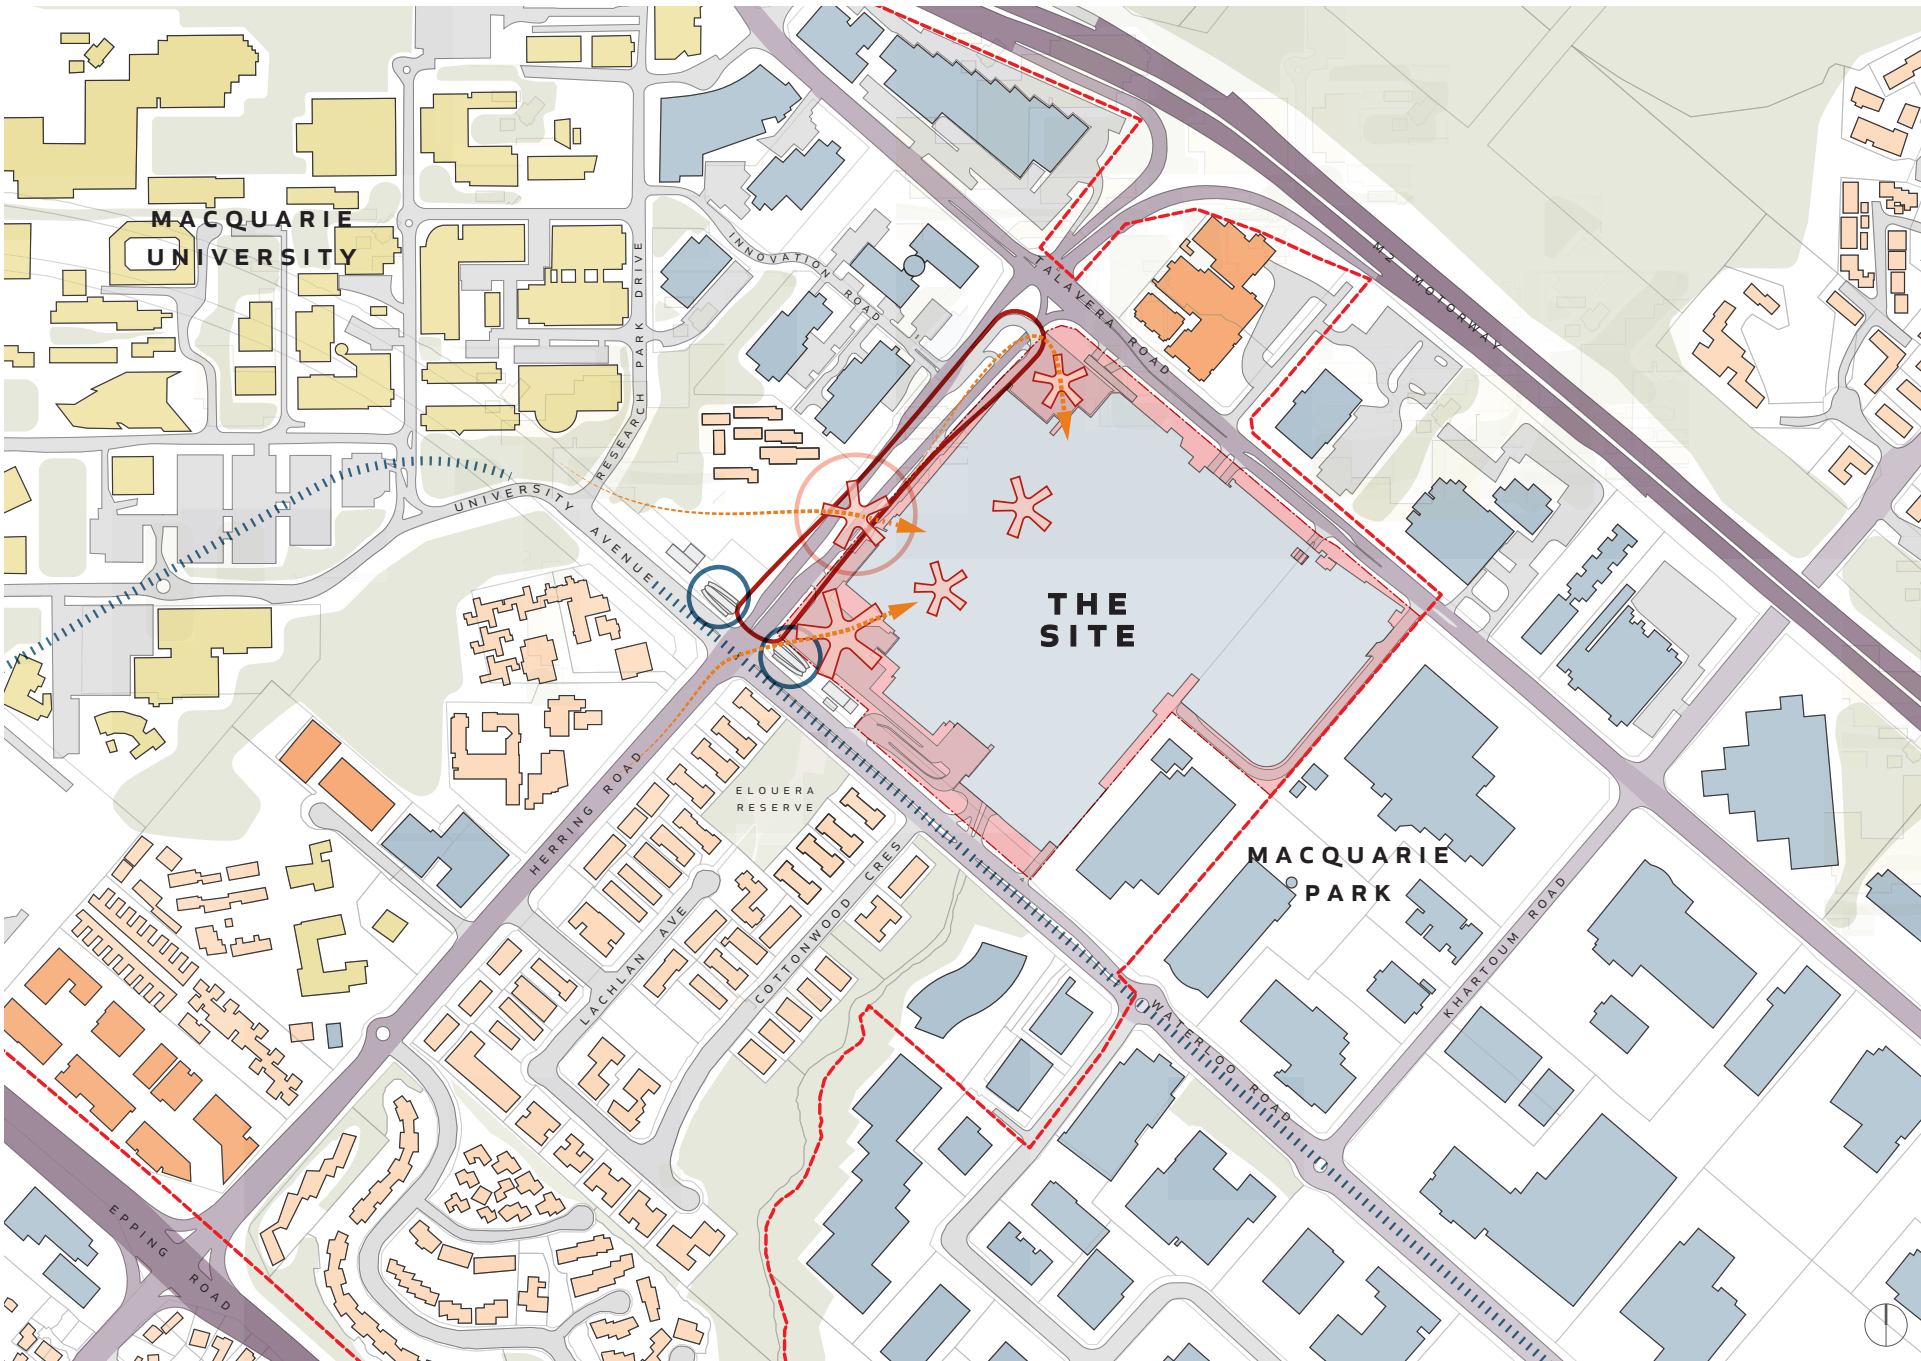 MACQUARIE
UNIVERSITY
INNOVATION ROAD
RESEARCH PARK DRIVE
TALAVERA ROAD
M2 MOTORWAY
UNIVERSITY AVENUE
THE
SITE
HERRING ROAD
ELOUERA
RESERVE
LACHLAN AVE
COTTONWOOD CRES
MACQUARIE
PARK
KHARTOUM ROAD
WATERLOO ROAD
EPPING ROAD